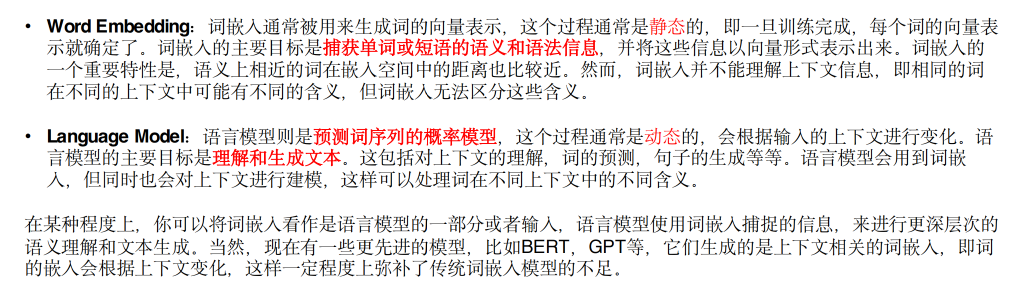 • Word Embedding：词嵌入通常被用来生成词的向量表示，这个过程通常是静态的，即一旦训练完成，每个词的向量表
示就确定了。词嵌入的主要目标是捕获单词或短语的语义和语法信息，并将这些信息以向量形式表示出来。词嵌入的
一个重要特性是，语义上相近的词在嵌入空间中的距离也比较近。然而，词嵌入并不能理解上下文信息，即相同的词
在不同的上下文中可能有不同的含义，但词嵌入无法区分这些含义。
• Language Model：语言模型则是预测词序列的概率模型，这个过程通常是动态的，会根据输入的上下文进行变化。语
言模型的主要目标是理解和生成文本。这包括对上下文的理解，词的预测，句子的生成等等。语言模型会用到词嵌
入，但同时也会对上下文进行建模，这样可以处理词在不同上下文中的不同含义。
在某种程度上，你可以将词嵌入看作是语言模型的一部分或者输入，语言模型使用词嵌入捕捉的信息，来进行更深层次的
语义理解和文本生成。当然，现在有一些更先进的模型，比如BERT，GPT等，它们生成的是上下文相关的词嵌入，即词
的嵌入会根据上下文变化，这样一定程度上弥补了传统词嵌入模型的不足。